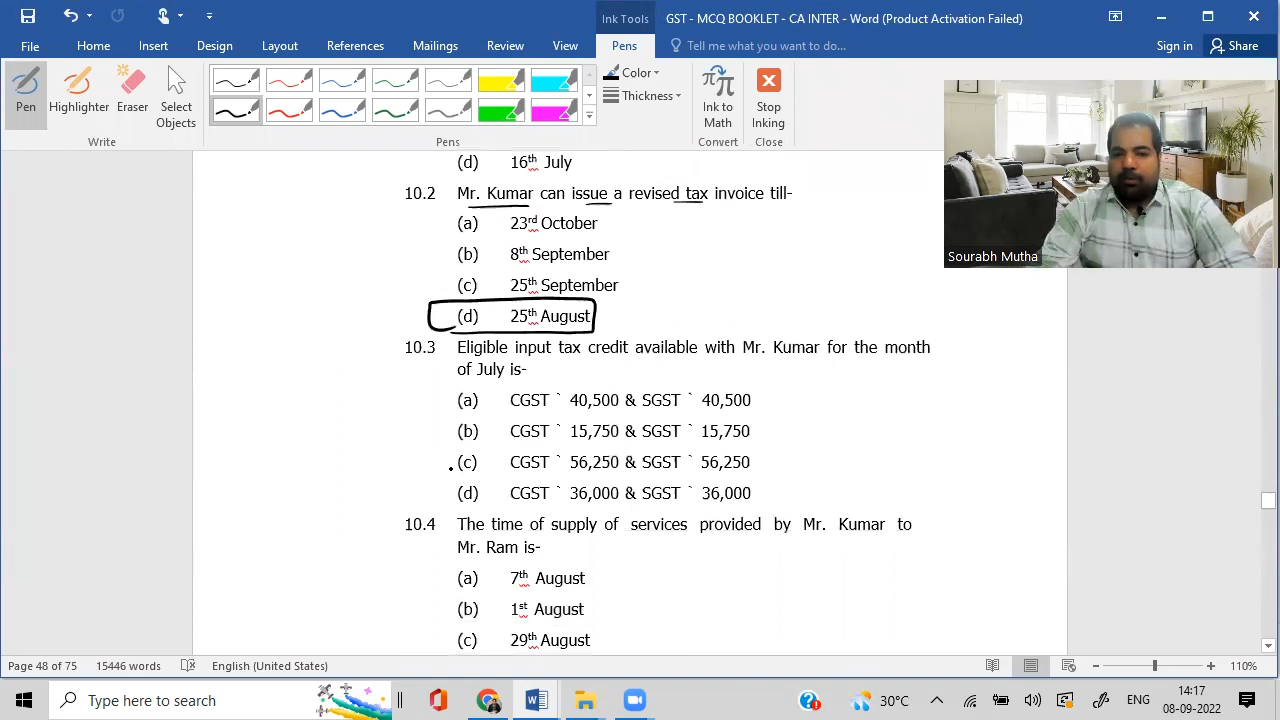 Ink Tools
GST - MCQ BOOKLET - CA INTER - Word (Product Activation Failed)
File
Home
Insert
Design
Layout
References
Mailings
Review
View
Pens
Tell me what you want to do...
Sign in
Share
Pen
Highlighter
Eraser
Select
Objects
Color
Thickness
Ink to
Math
Stop
Inking
Write
Pens
Convert
Close
(d) 16th July
10.2 Mr. Kumar can issue a revised tax invoice till-
(a) 23rd October
(b) 8th September
(c) 25th September
(d) 25th August
10.3 Eligible input tax credit available with Mr. Kumar for the month
of July is-
(a) CGST ` 40,500 & SGST ` 40,500
(b) CGST ` 15,750 & SGST ` 15,750
(c) CGST ` 56,250 & SGST ` 56,250
(d) CGST ` 36,000 & SGST ` 36,000
10.4 The time of supply of services provided by Mr. Kumar to
Mr. Ram is-
(a) 7th August
(b) 1st August
(c) 29th August
Sourabh Mutha
Page 48 of 75
15446 words
English (United States)
110%
Type here to search
30°C
ENG
14:17
08-09-2022